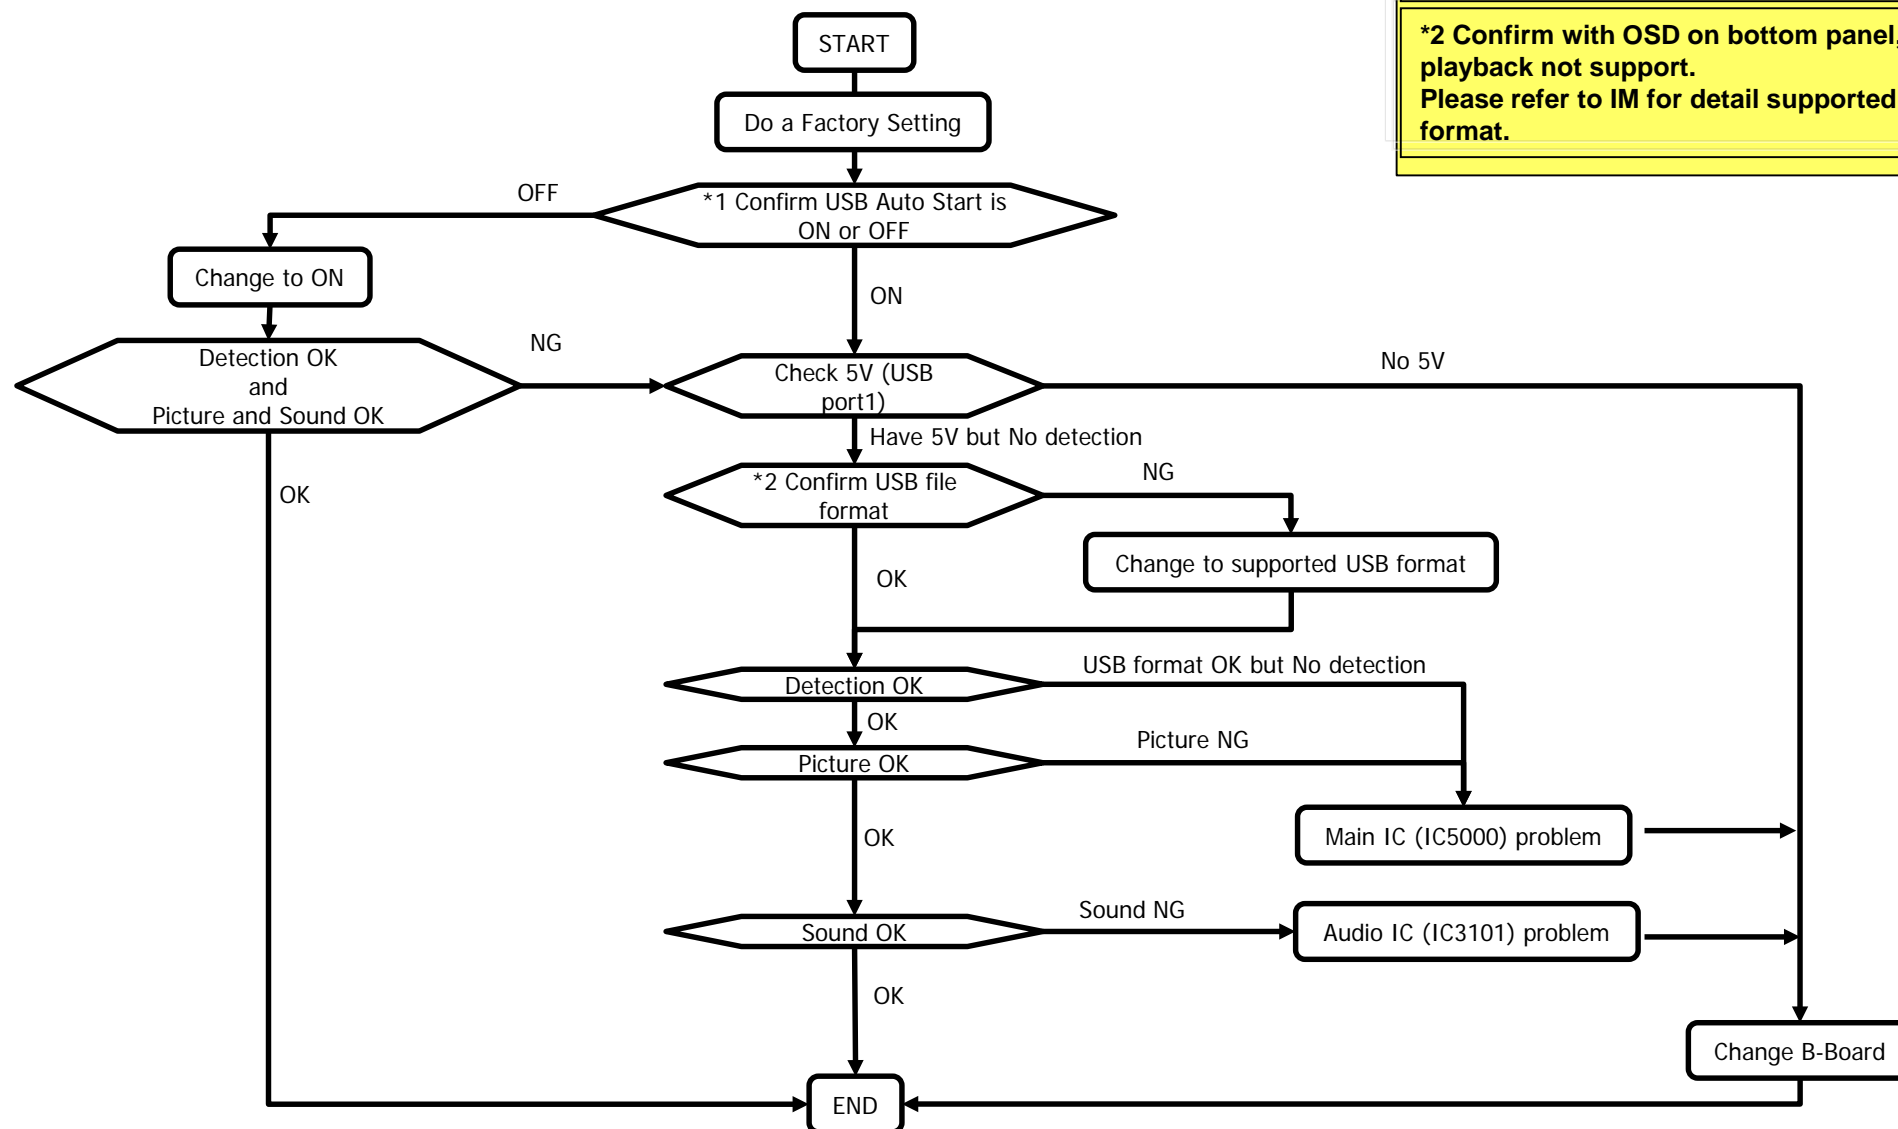 START
*2 Confirm with OSD on bottom panel,
playback not support.
Please refer to IM for detail supported
format.
Do a Factory Setting
OFF
*1 Confirm USB Auto Start is
ON or OFF
Change to ON
ON
Detection OK
and
Picture and Sound OK
NG
Check 5V (USB
port1)
No 5V
Have 5V but No detection
OK
*2 Confirm USB file
format
NG
Change to supported USB format
OK
Detection OK
USB format OK but No detection
OK
Picture OK
Picture NG
OK
Main IC (IC5000) problem
Sound OK
Sound NG
Audio IC (IC3101) problem
OK
Change B-Board
END